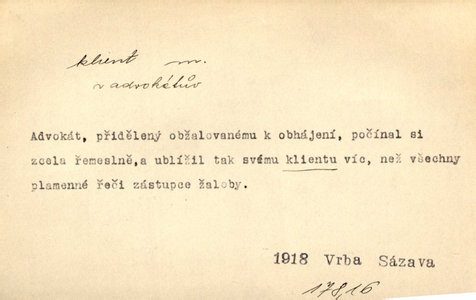 klient m.
v advokátův
Advokát, přidělený obžalovanému k obhájení, počínal si
zcela řemeslně,a ublížil tak svému klientu víc, než všechny
plamenné řeči zástupce žaloby.
1918 Vrba Sázava
178,16